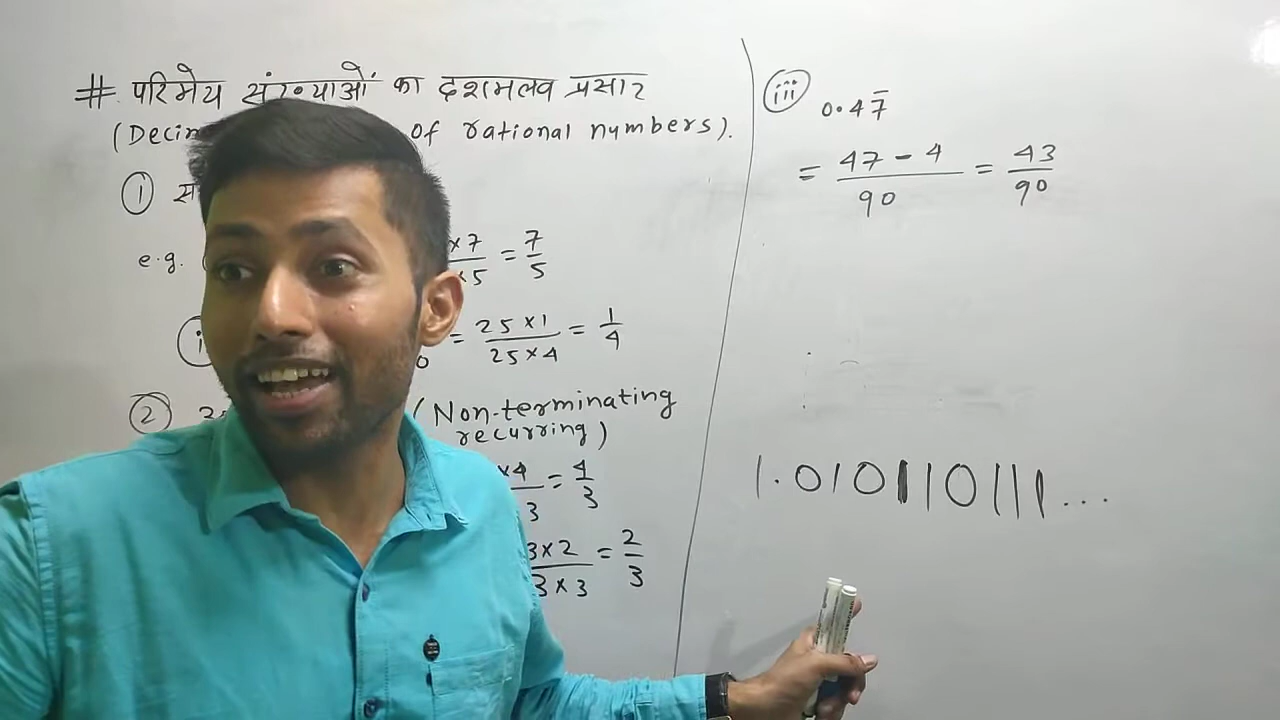 # परिमेय संख्याओं का दशमलव प्रसार
of rational numbers).
①
e.g. ×7/×5 = 7/5
= 25×1/25×4 = 1/4
② (Non-terminating
recurring)
×4/3 = 4/3
3×2/3×3 = 2/3
(iii) 0.47̅
= 47-4/90 = 43/90
1.010110111...